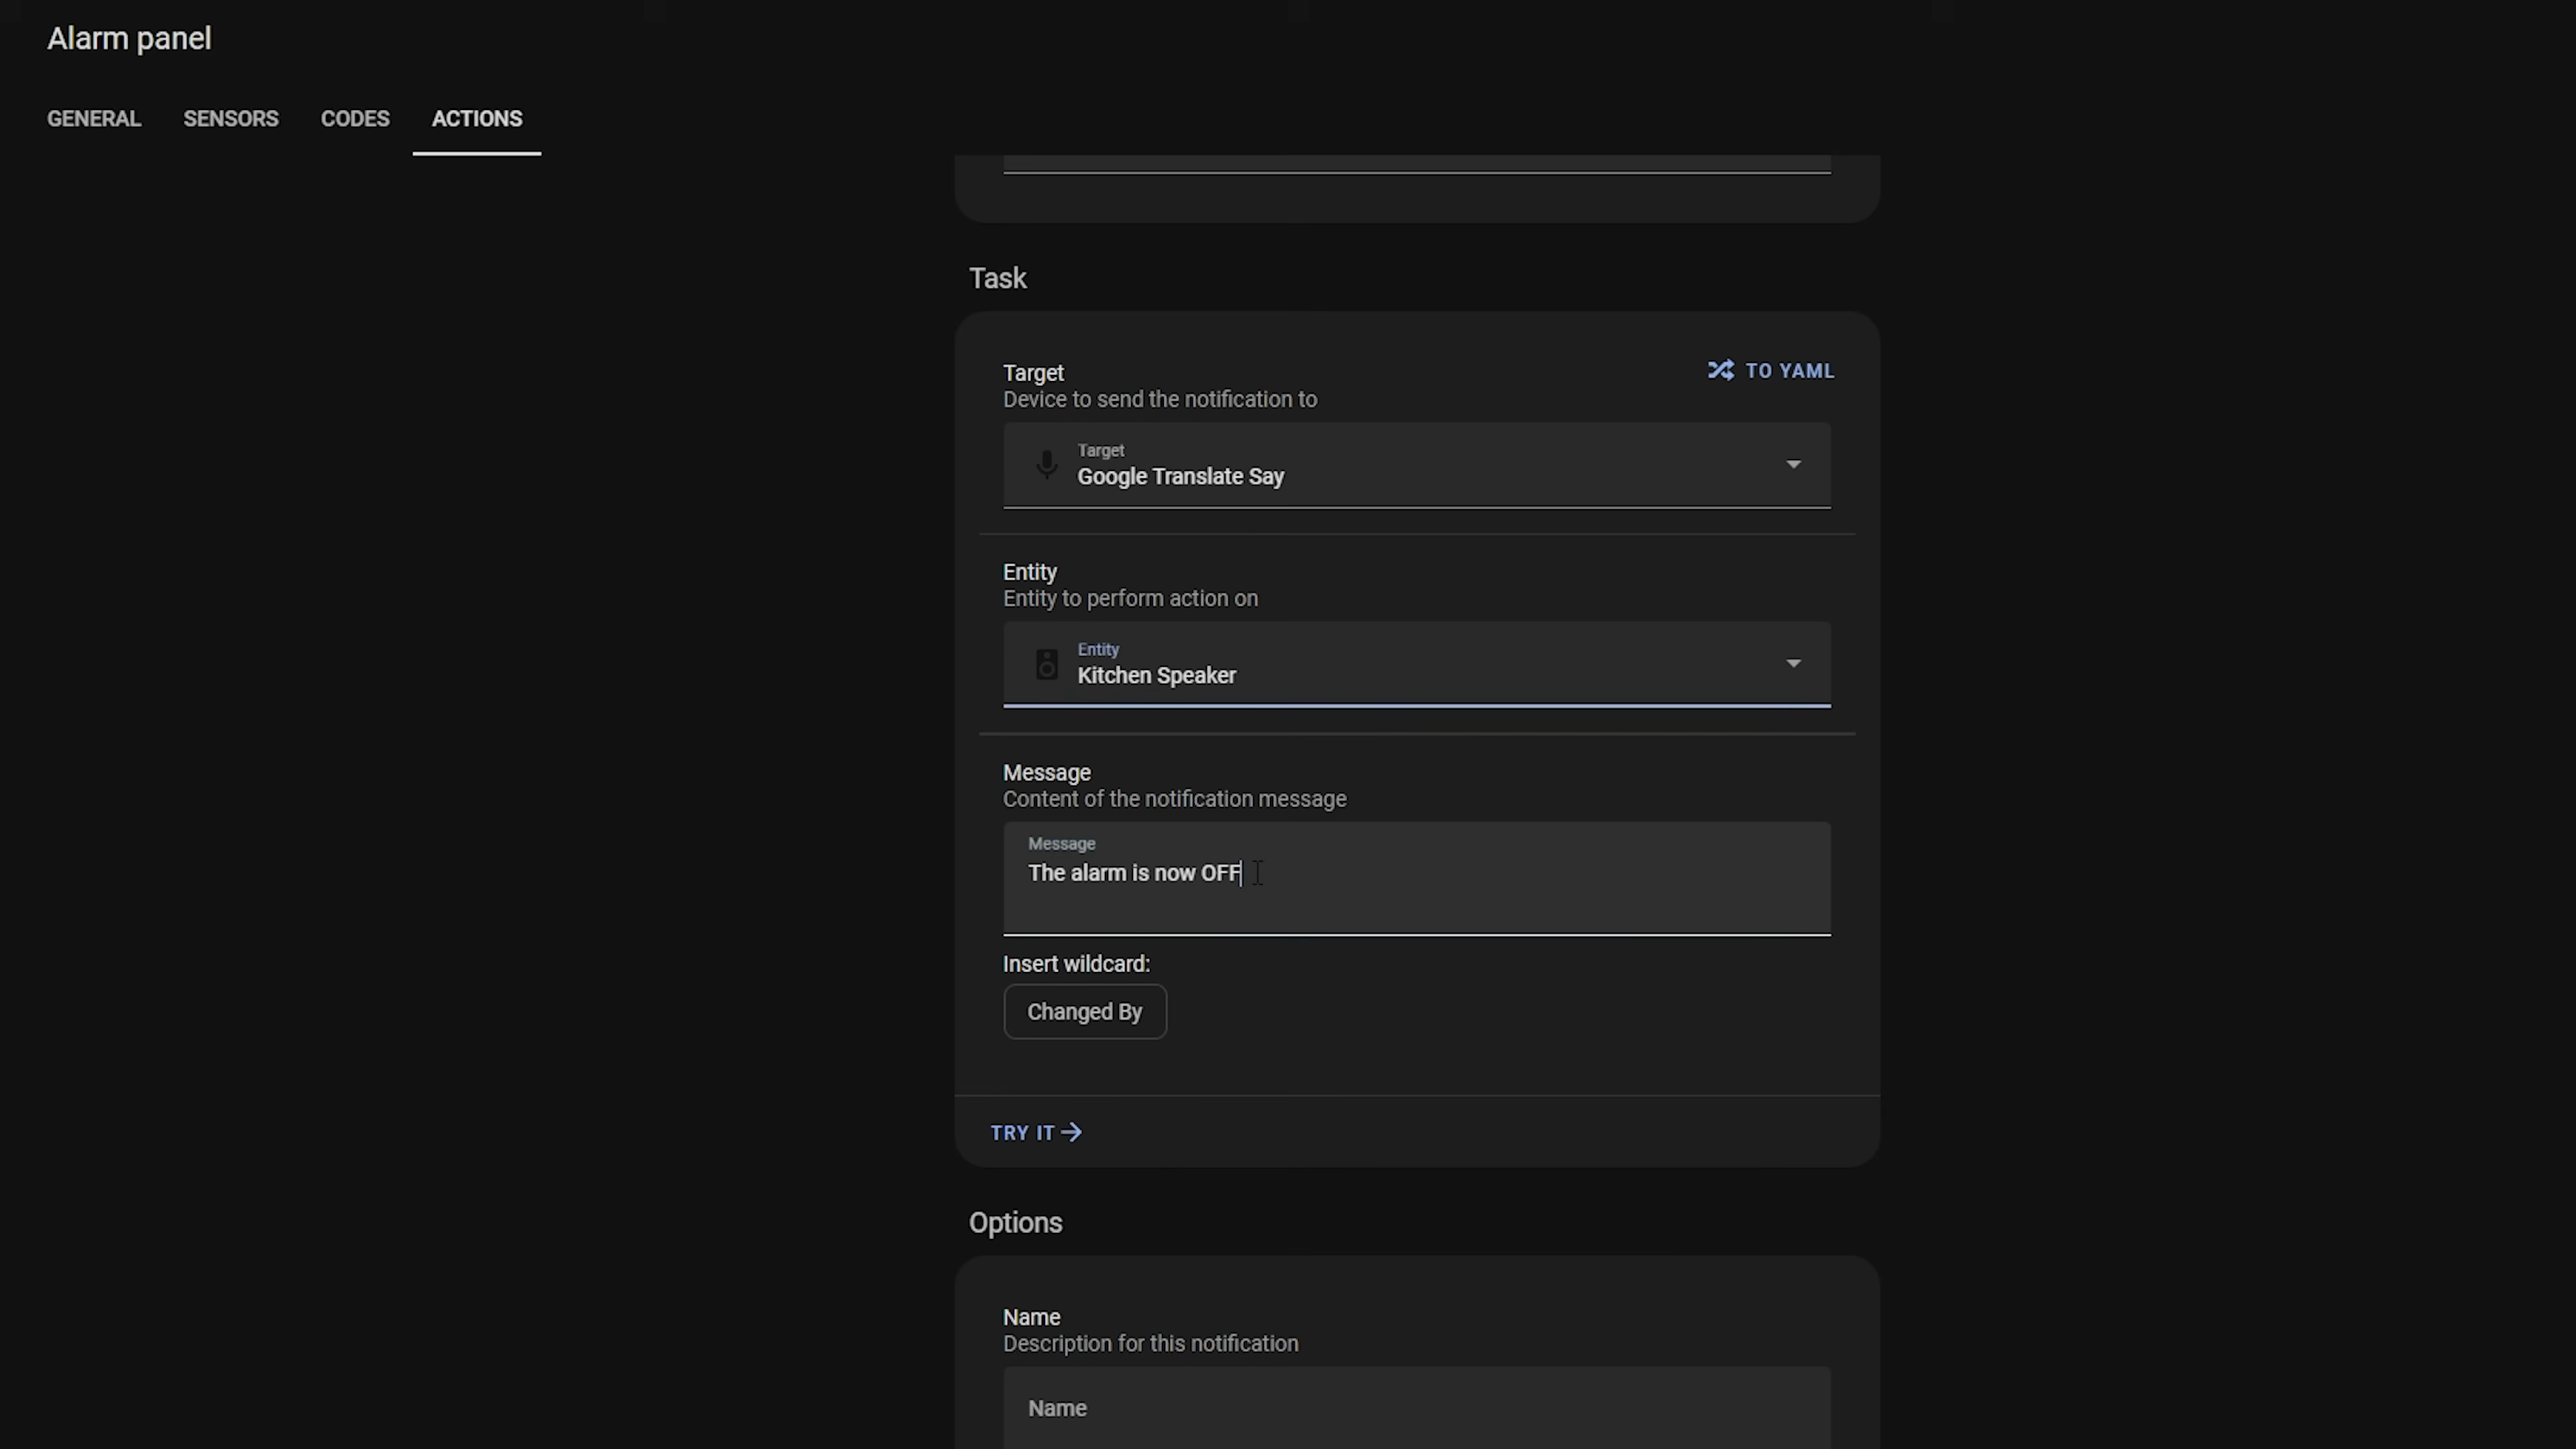 Alarm panel
GENERAL SENSORS CODES ACTIONS
Task
Target
TO YAML
Device to send the notification to
Target
Google Translate Say
Entity
Entity to perform action on
Entity
Kitchen Speaker
Message
Content of the notification message
Message
The alarm is now OFF
Insert wildcard:
Changed By
TRY IT
Options
Name
Description for this notification
Name